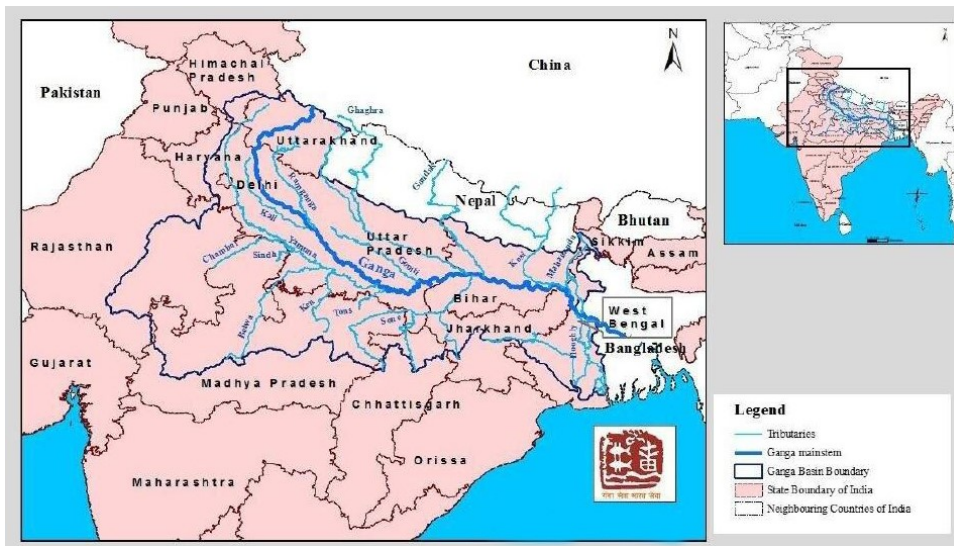 N
China
Pakistan
Himachal
Pradesh
Punjab
Uttarakhand
Ghaghra
Haryana
Delhi
Ramganga
Kali
Gandak
Nepal
Bhutan
Sikkim
Assam
Rajasthan
Chambal
Sindh
Yamuna
Uttar
Pradesh
Ganga
Gomti
Kosi
Mahananda
Bihar
West
Bengal
Bangladesh
Betwa
Ken
Tons
Sone
Jharkhand
Hooghly
Gujarat
Madhya Pradesh
Chhattisgarh
Orissa
Maharashtra
Legend
Tributaries
Ganga mainstem
Ganga Basin Boundary
State Boundary of India
Neighbouring Countries of India